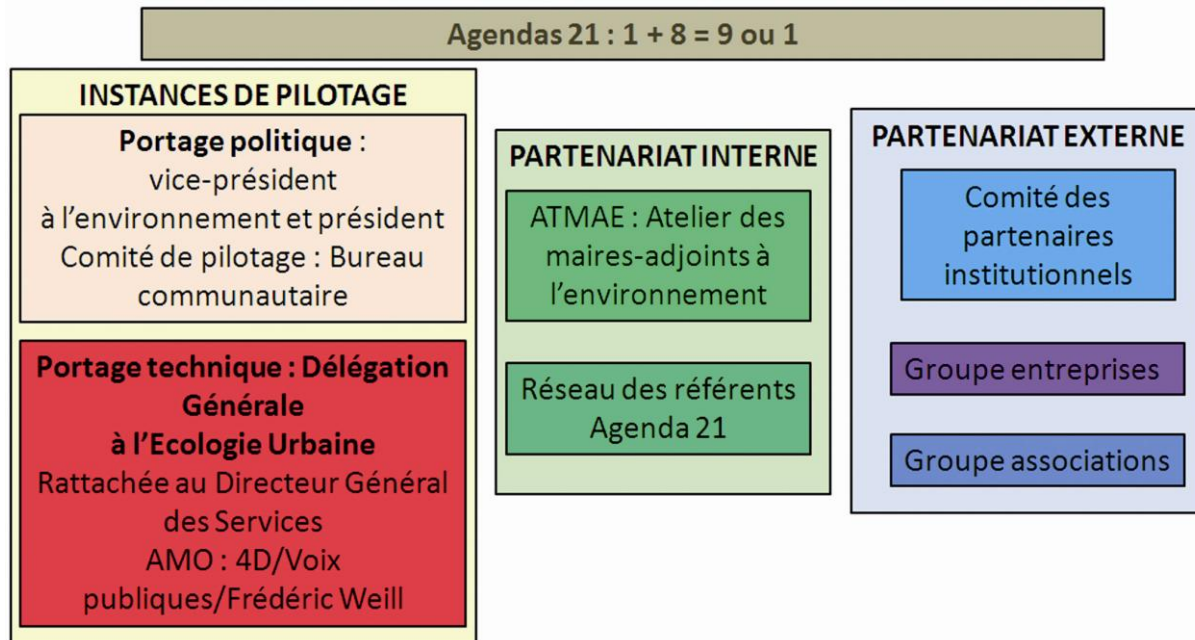 Agendas 21 : 1 + 8 = 9 ou 1
INSTANCES DE PILOTAGE
Portage politique :
vice-président
à l'environnement et président
Comité de pilotage : Bureau
communautaire
Portage technique : Délégation
Générale
à l'Ecologie Urbaine
Rattachée au Directeur Général
des Services
AMO : 4D/Voix
publiques/Frédéric Weill
PARTENARIAT INTERNE
ATMAE : Atelier des
maires-adjoints à
l'environnement
Réseau des référents
Agenda 21
PARTENARIAT EXTERNE
Comité des
partenaires
institutionnels
Groupe entreprises
Groupe associations